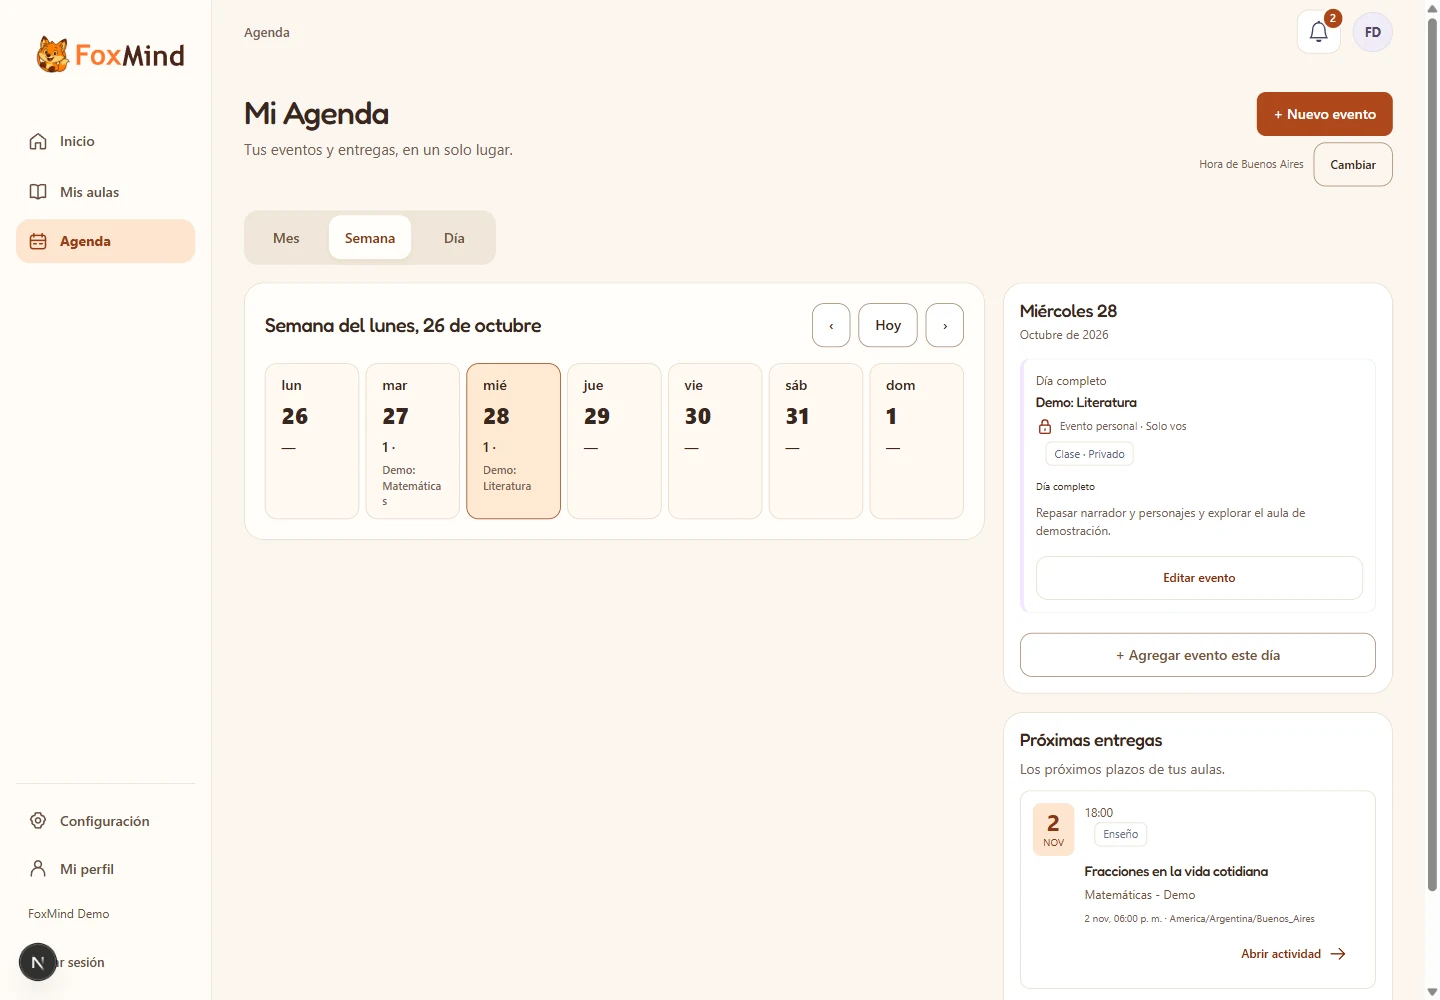 FoxMind
Agenda
2
FD
Inicio
Mis aulas
Agenda
Mi Agenda
Tus eventos y entregas, en un solo lugar.
+ Nuevo evento
Hora de Buenos Aires
Cambiar
Mes
Semana
Día
Semana del lunes, 26 de octubre
‹
Hoy
›
lun
26
—
mar
27
1 ·
Demo:
Matemática
s
mié
28
1 ·
Demo:
Literatura
jue
29
—
vie
30
—
sáb
31
—
dom
1
—
Miércoles 28
Octubre de 2026
Día completo
Demo: Literatura
Evento personal · Solo vos
Clase · Privado
Día completo
Repasar narrador y personajes y explorar el aula de
demostración.
Editar evento
+ Agregar evento este día
Próximas entregas
Los próximos plazos de tus aulas.
2
NOV
18:00
Enseño
Fracciones en la vida cotidiana
Matemáticas - Demo
2 nov, 06:00 p. m. · America/Argentina/Buenos_Aires
Abrir actividad
Configuración
Mi perfil
FoxMind Demo
N
sesión